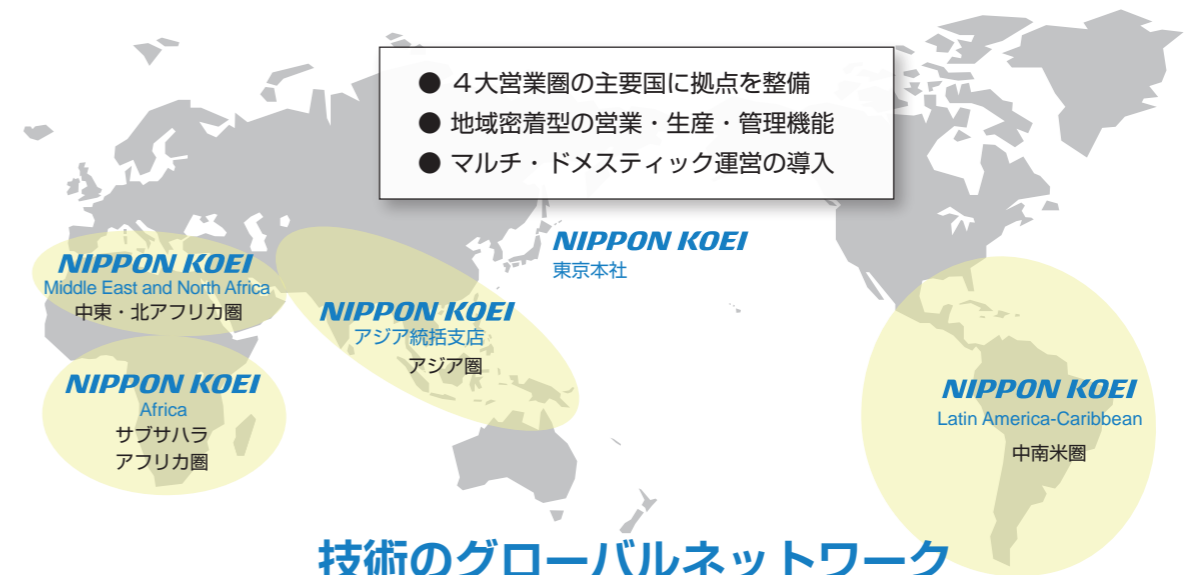 ● 4大営業圏の主要国に拠点を整備
● 地域密着型の営業・生産・管理機能
● マルチ・ドメスティック運営の導入
NIPPON KOEI
東京本社
NIPPON KOEI
Middle East and North Africa
中東・北アフリカ圏
NIPPON KOEI
アジア統括支店
アジア圏
NIPPON KOEI
Africa
サブサハラ
アフリカ圏
NIPPON KOEI
Latin America-Caribbean
中南米圏
技術のグローバルネットワーク